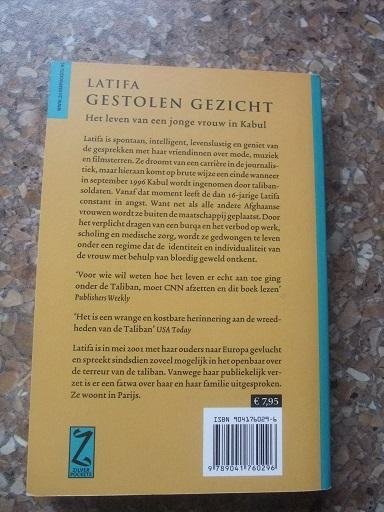 LATIFA
GESTOLEN GEZICHT
Het leven van een jonge vrouw in Kabul
Latifa is spontaan, intelligent, levenslustig en geniet van
de gesprekken met haar vriendinnen over mode, muziek
en filmsterren. Ze droomt van een carrière in de journalis-
tiek, maar hieraan komt op brute wijze een einde wanneer
in september 1996 Kabul wordt ingenomen door taliban-
soldaten. Vanaf dat moment leeft de dan 16-jarige Latifa
constant in angst. Want net als alle andere Afghaanse
vrouwen wordt ze buiten de maatschappij geplaatst. Door
het verplicht dragen van een burqa en het verbod op werk,
scholing en medische zorg, wordt ze gedwongen te leven
onder een regime dat de identiteit en individualiteit van
de vrouw met behulp van bloedig geweld ontkent.
'Voor wie wil weten hoe het leven er echt aan toe ging
onder de Taliban, moet CNN afzetten en dit boek lezen'
Publishers Weekly
'Het is een wrange en kostbare herinnering aan de wreed-
heden van de Taliban' USA Today
Latifa is in mei 2001 met haar ouders naar Europa gevlucht
en spreekt sindsdien zoveel mogelijk in het openbaar over
de terreur van de taliban. Vanwege haar publiekelijk ver-
zet is er een fatwa over haar en haar familie uitgesproken.
Ze woont in Parijs.
€ 7,95
ISBN 904176029-6
9 789041 760296
ZILVER
POCKETS